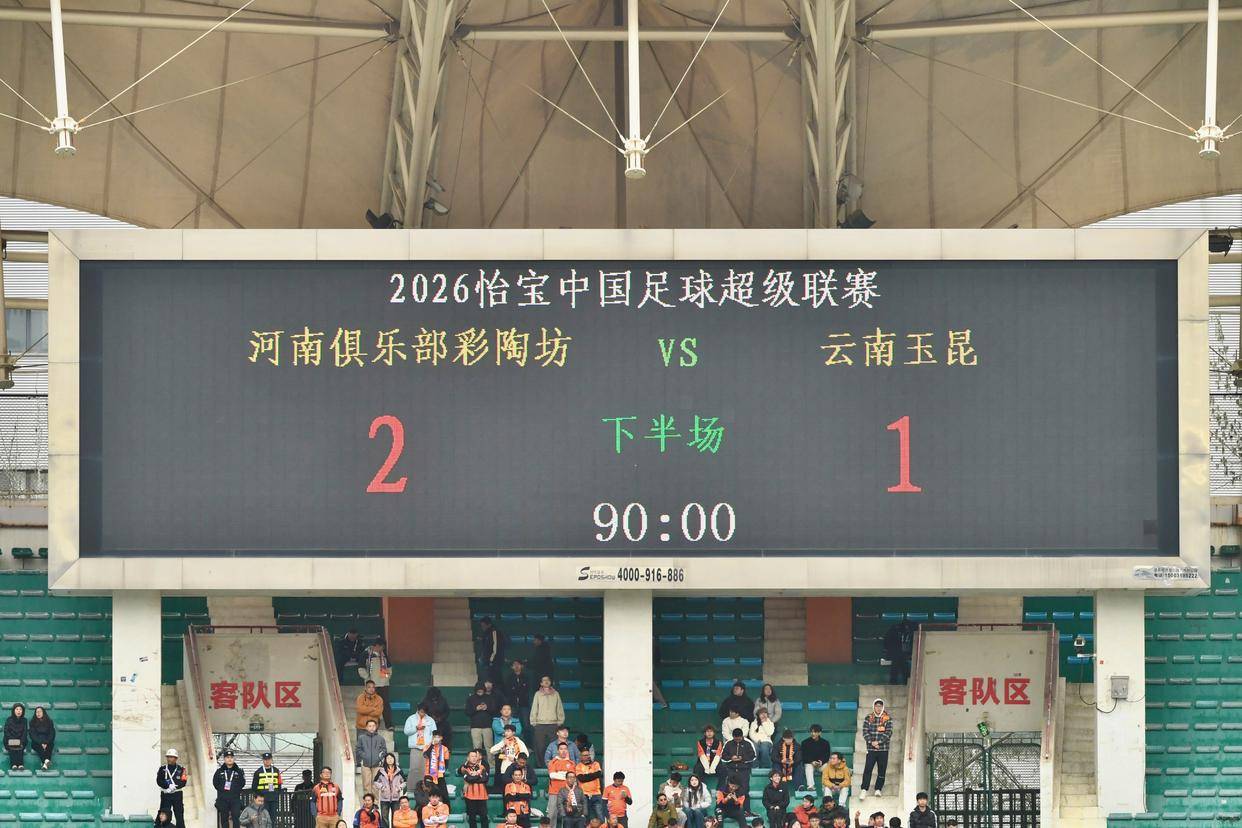 2026怡宝中国足球超级联赛
河南俱乐部彩陶坊 VS 云南玉昆
2 下半场 1
90:00
SEPOSHOW 4000-916-886
客队区
客队区